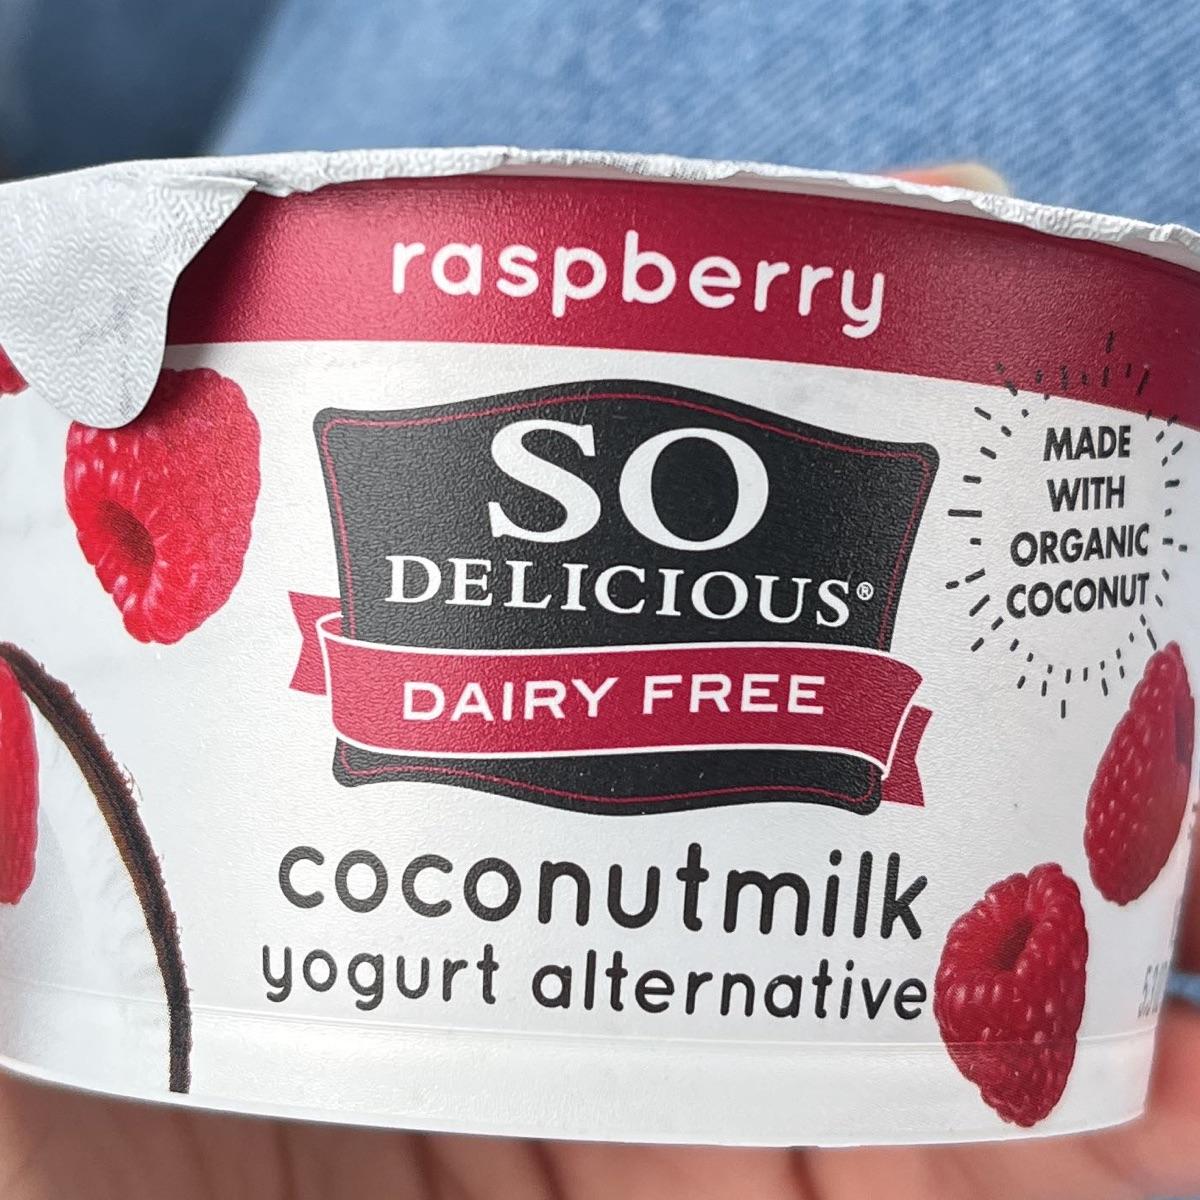 raspberry
SO
DELICIOUS®
DAIRY FREE
coconutmilk
yogurt alternative
MADE
WITH
ORGANIC
COCONUT